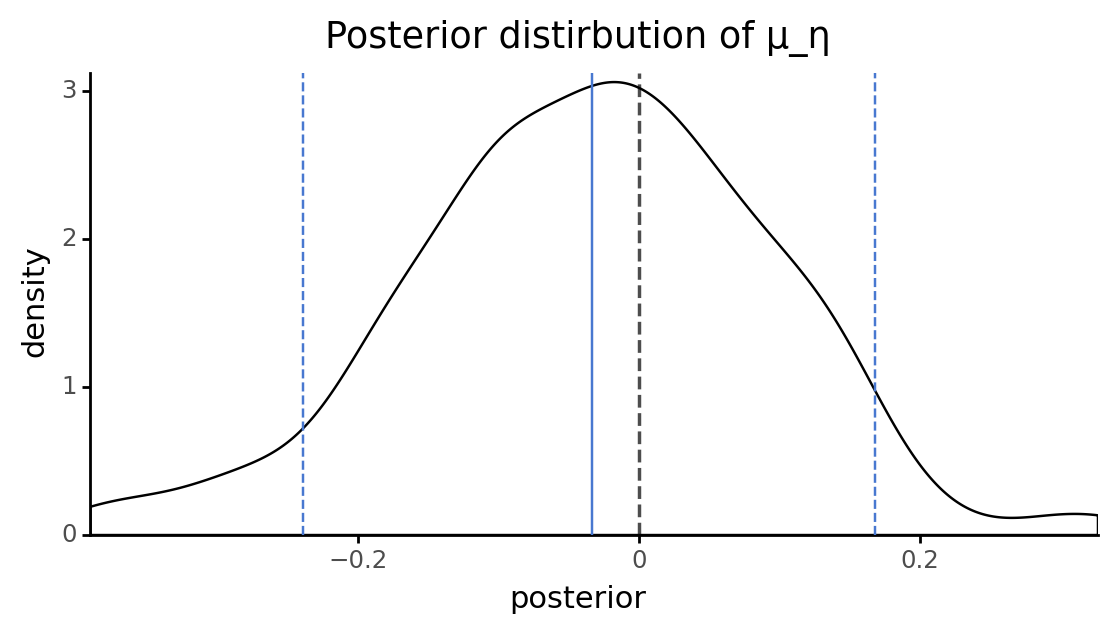 Posterior distirbution of μ_η
3
2
1
0
density
−0.2
0
0.2
posterior